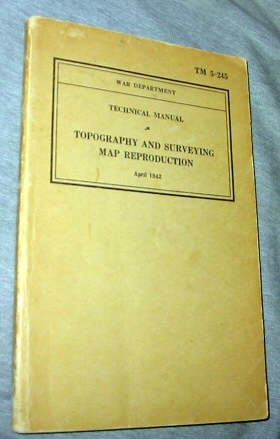 TM 5-245
WAR DEPARTMENT
TECHNICAL MANUAL
TOPOGRAPHY AND SURVEYING
MAP REPRODUCTION
April 1942